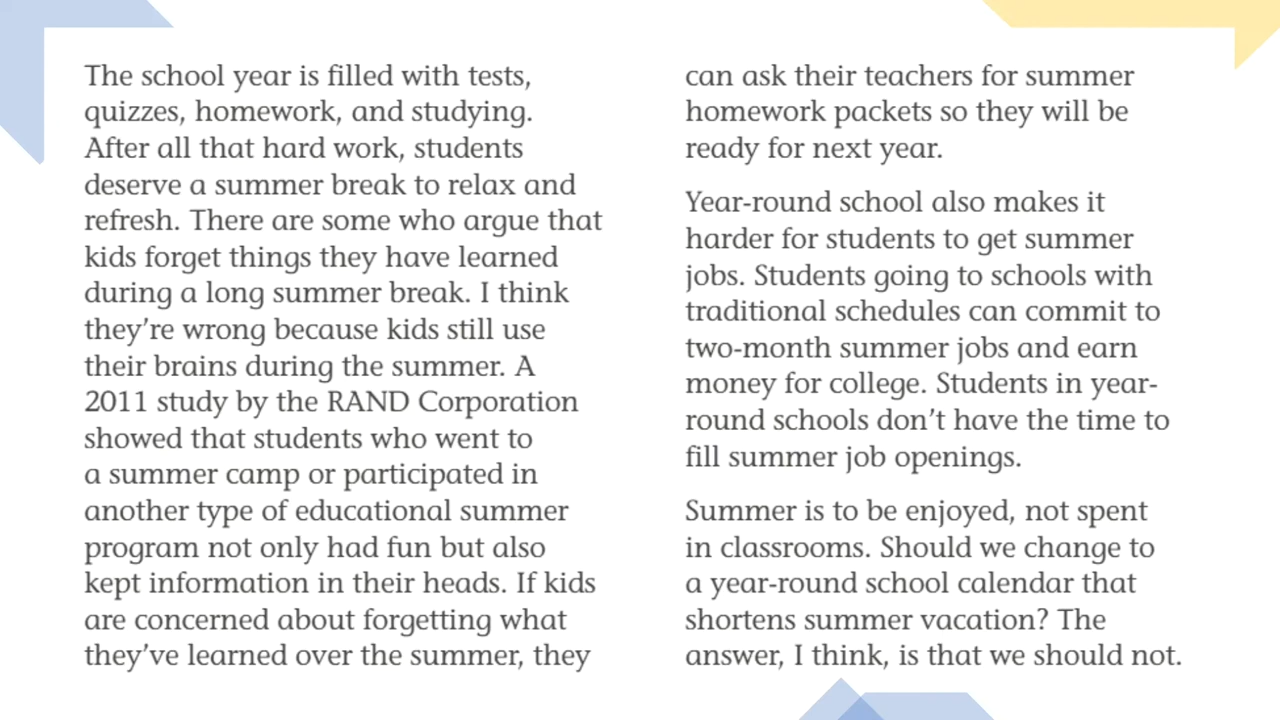 The school year is filled with tests,
quizzes, homework, and studying.
After all that hard work, students
deserve a summer break to relax and
refresh. There are some who argue that
kids forget things they have learned
during a long summer break. I think
they're wrong because kids still use
their brains during the summer. A
2011 study by the RAND Corporation
showed that students who went to
a summer camp or participated in
another type of educational summer
program not only had fun but also
kept information in their heads. If kids
are concerned about forgetting what
they've learned over the summer, they
can ask their teachers for summer
homework packets so they will be
ready for next year.
Year-round school also makes it
harder for students to get summer
jobs. Students going to schools with
traditional schedules can commit to
two-month summer jobs and earn
money for college. Students in year-
round schools don't have the time to
fill summer job openings.
Summer is to be enjoyed, not spent
in classrooms. Should we change to
a year-round school calendar that
shortens summer vacation? The
answer, I think, is that we should not.